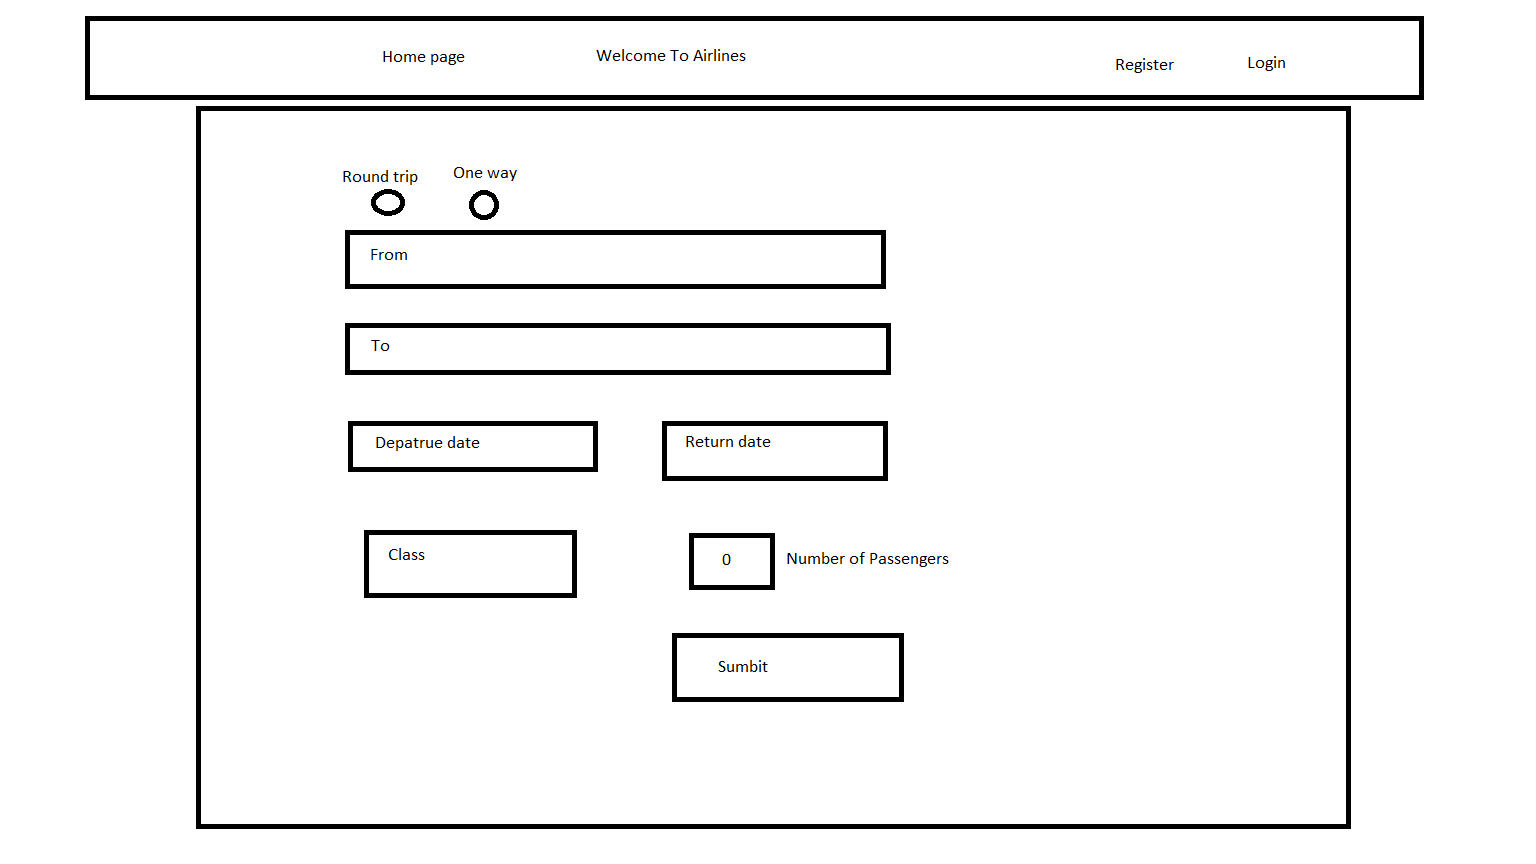 Home page
Welcome To Airlines
Register
Login
Round trip
One way
From
To
Depatrue date
Return date
Class
0
Number of Passengers
Sumbit